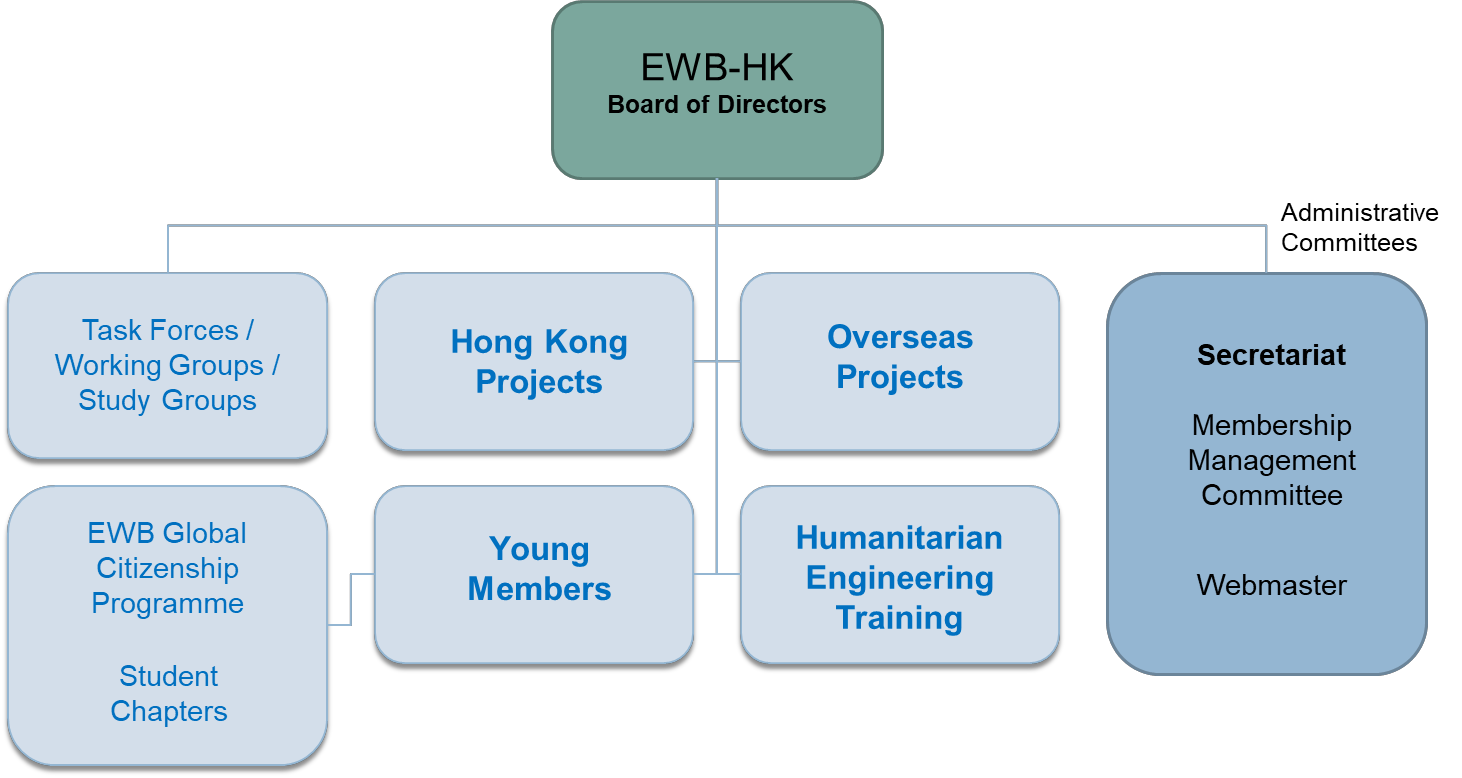 EWB-HK
Board of Directors
Administrative
Committees
Task Forces /
Working Groups /
Study Groups
Hong Kong
Projects
Overseas
Projects
Secretariat
Membership
Management
Committee
Webmaster
EWB Global
Citizenship
Programme
Student
Chapters
Young
Members
Humanitarian
Engineering
Training